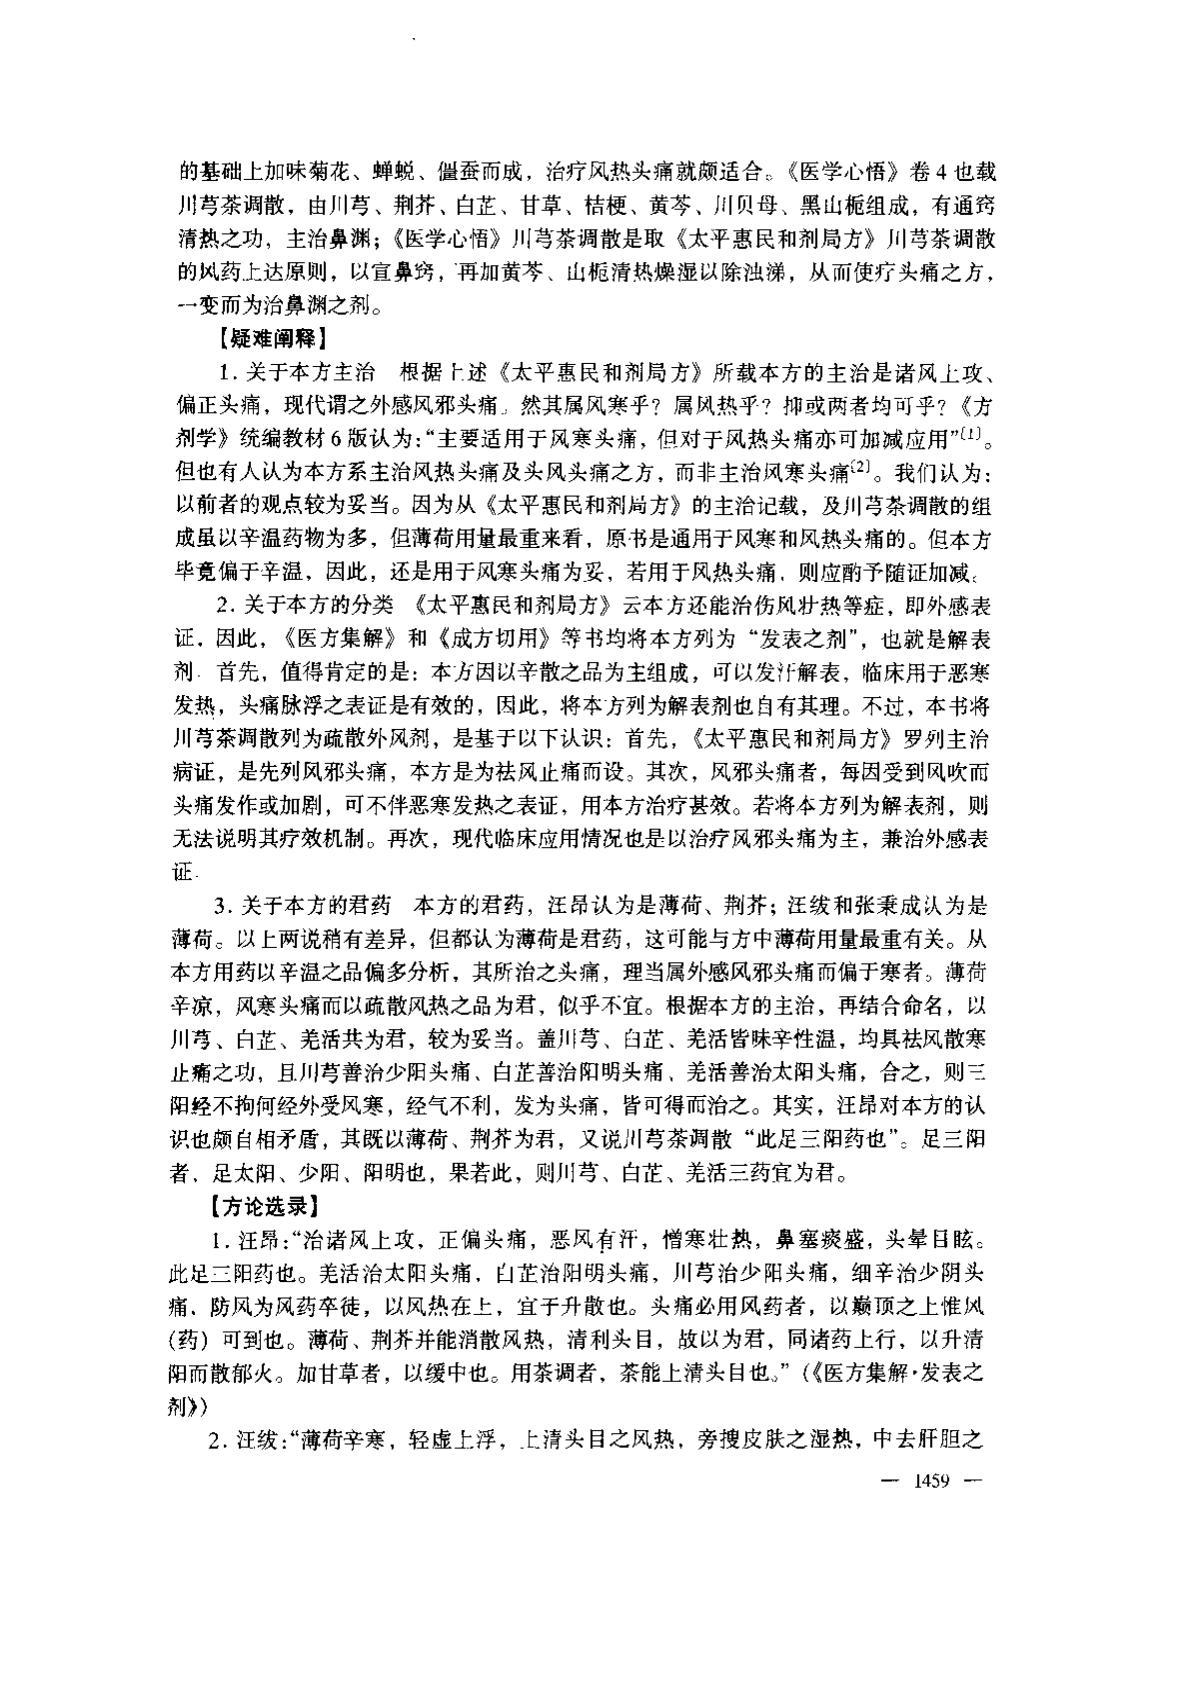 的基础上加味菊花、蝉蜕、僵蚕而成，治疗风热头痛就颇适合。《医学心悟》卷 4 也载
川芎茶调散，由川芎、荆芥、白芷、甘草、桔梗、黄芩、川贝母、黑山栀组成，有通窍
清热之功，主治鼻渊；《医学心悟》川芎茶调散是取《太平惠民和剂局方》川芎茶调散
的风药上达原则，以宣鼻窍，再加黄芩、山栀清热燥湿以除浊涕，从而使疗头痛之方，
一变而为治鼻渊之剂。
【疑难阐释】
1. 关于本方主治　根据上述《太平惠民和剂局方》所载本方的主治是诸风上攻、
偏正头痛，现代谓之外感风邪头痛。然其属风寒乎？属风热乎？抑或两者均可乎？《方
剂学》统编教材 6 版认为：“主要适用于风寒头痛，但对于风热头痛亦可加减应用”〔1〕。
但也有人认为本方系主治风热头痛及头风头痛之方，而非主治风寒头痛〔2〕。我们认为：
以前者的观点较为妥当。因为从《太平惠民和剂局方》的主治记载，及川芎茶调散的组
成虽以辛温药物为多，但薄荷用量最重来看，原书是通用于风寒和风热头痛的。但本方
毕竟偏于辛温，因此，还是用于风寒头痛为妥，若用于风热头痛，则应酌予随证加减。
2. 关于本方的分类　《太平惠民和剂局方》云本方还能治伤风壮热等症，即外感表
证，因此，《医方集解》和《成方切用》等书均将本方列为“发表之剂”，也就是解表
剂. 首先，值得肯定的是：本方因以辛散之品为主组成，可以发汗解表，临床用于恶寒
发热，头痛脉浮之表证是有效的，因此，将本方列为解表剂也自有其理。不过，本书将
川芎茶调散列为疏散外风剂，是基于以下认识：首先，《太平惠民和剂局方》罗列主治
病证，是先列风邪头痛，本方是为祛风止痛而设。其次，风邪头痛者，每因受到风吹而
头痛发作或加剧，可不伴恶寒发热之表证，用本方治疗甚效。若将本方列为解表剂，则
无法说明其疗效机制。再次，现代临床应用情况也是以治疗风邪头痛为主，兼治外感表
证.
3. 关于本方的君药　本方的君药，汪昂认为是薄荷、荆芥；汪绂和张秉成认为是
薄荷。以上两说稍有差异，但都认为薄荷是君药，这可能与方中薄荷用量最重有关。从
本方用药以辛温之品偏多分析，其所治之头痛，理当属外感风邪头痛而偏于寒者。薄荷
辛凉，风寒头痛而以疏散风热之品为君，似乎不宜。根据本方的主治，再结合命名，以
川芎、白芷、羌活共为君，较为妥当。盖川芎、白芷、羌活皆味辛性温，均具祛风散寒
止痛之功，且川芎善治少阳头痛、白芷善治阳明头痛、羌活善治太阳头痛，合之，则三
阳经不拘何经外受风寒，经气不利，发为头痛，皆可得而治之。其实，汪昂对本方的认
识也颇自相矛盾，其既以薄荷、荆芥为君，又说川芎茶调散“此足三阳药也”。足三阳
者，足太阳、少阳、阳明也，果若此，则川芎、白芷、羌活三药宜为君。
【方论选录】
1. 汪昂：“治诸风上攻，正偏头痛，恶风有汗，憎寒壮热，鼻塞痰盛，头晕目眩。
此足三阳药也。羌活治太阳头痛，白芷治阳明头痛，川芎治少阳头痛，细辛治少阴头
痛，防风为风药卒徒，以风热在上，宜于升散也。头痛必用风药者，以巅顶之上惟风
(药）可到也。薄荷、荆芥并能消散风热，清利头目，故以为君，同诸药上行，以升清
阳而散郁火。加甘草者，以缓中也。用茶调者，茶能上清头目也。”（《医方集解·发表之
剂》）
2. 汪绂：“薄荷辛寒，轻虚上浮，上清头目之风热，旁搜皮肤之湿热，中去肝胆之
— 1459 —